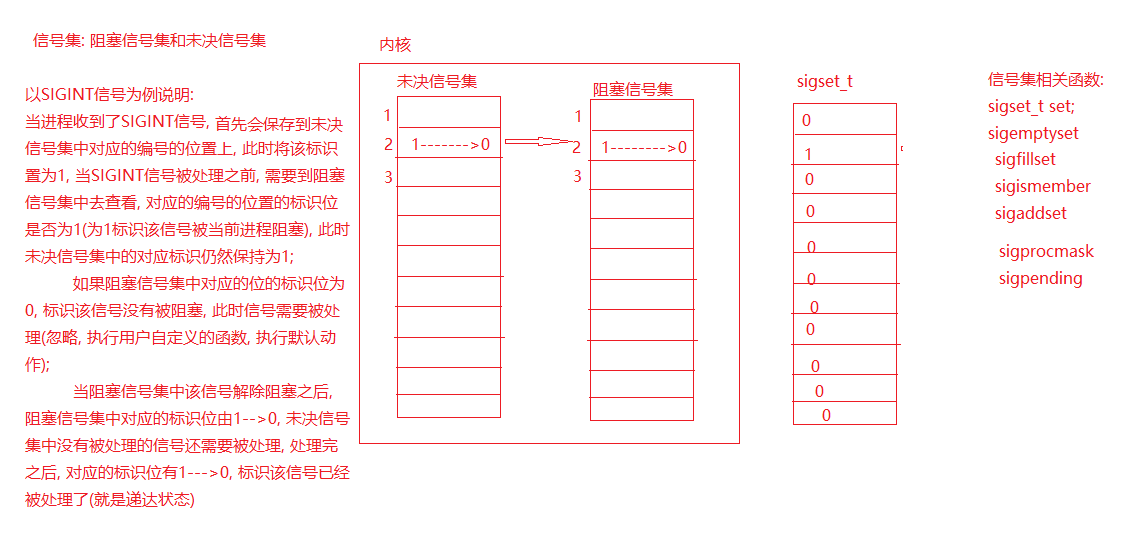 信号集: 阻塞信号集和未决信号集
以SIGINT信号为例说明:
当进程收到了SIGINT信号, 首先会保存到未决
信号集中对应的编号的位置上, 此时将该标识
置为1, 当SIGINT信号被处理之前, 需要到阻塞
信号集中去查看, 对应的编号的位置的标识位
是否为1(为1标识该信号被当前进程阻塞), 此时
未决信号集中的对应标识仍然保持为1;
如果阻塞信号集中对应的位的标识位为
0, 标识该信号没有被阻塞, 此时信号需要被处
理(忽略, 执行用户自定义的函数, 执行默认动
作);
当阻塞信号集中该信号解除阻塞之后,
阻塞信号集中对应的标识位由1-->0, 未决信号
集中没有被处理的信号还需要被处理, 处理完
之后, 对应的标识位有1--->0, 标识该信号已经
被处理了(就是递达状态)
内核
未决信号集
1
2
1------->0
3
阻塞信号集
1
2
1-------->0
3
sigset_t
0
1
0
0
0
0
0
0
0
0
0
信号集相关函数:
sigset_t set;
sigemptyset
sigfillset
sigismember
sigaddset
sigprocmask
sigpending